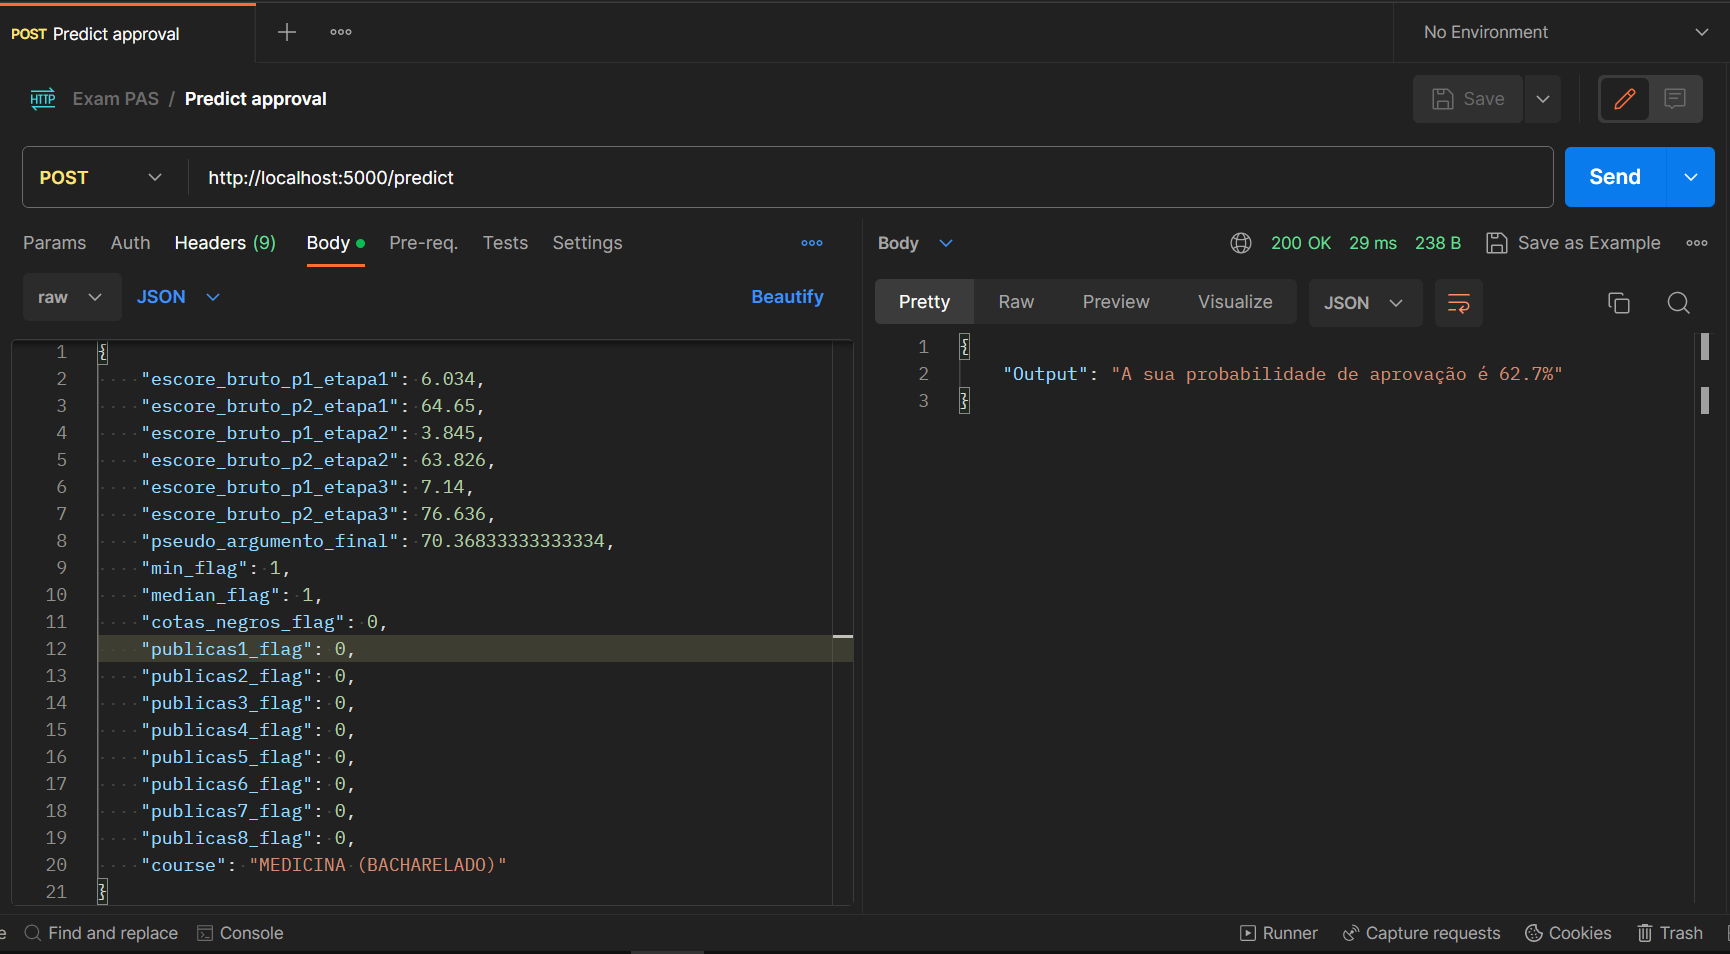 POST Predict approval
No Environment
HTTP Exam PAS / Predict approval
Save
POST http://localhost:5000/predict
Send
Params Auth Headers (9) Body Pre-req. Tests Settings
raw JSON Beautify
1 {
2 "escore_bruto_p1_etapa1": 6.034,
3 "escore_bruto_p2_etapa1": 64.65,
4 "escore_bruto_p1_etapa2": 3.845,
5 "escore_bruto_p2_etapa2": 63.826,
6 "escore_bruto_p1_etapa3": 7.14,
7 "escore_bruto_p2_etapa3": 76.636,
8 "pseudo_argumento_final": 70.36833333333334,
9 "min_flag": 1,
10 "median_flag": 1,
11 "cotas_negros_flag": 0,
12 "publicas1_flag": 0,
13 "publicas2_flag": 0,
14 "publicas3_flag": 0,
15 "publicas4_flag": 0,
16 "publicas5_flag": 0,
17 "publicas6_flag": 0,
18 "publicas7_flag": 0,
19 "publicas8_flag": 0,
20 "course": "MEDICINA (BACHARELADO)"
21 }
Body 200 OK 29 ms 238 B Save as Example
Pretty Raw Preview Visualize JSON
1 {
2 "Output": "A sua probabilidade de aprovação é 62.7%"
3 }
e Find and replace Console
Runner Capture requests Cookies Trash